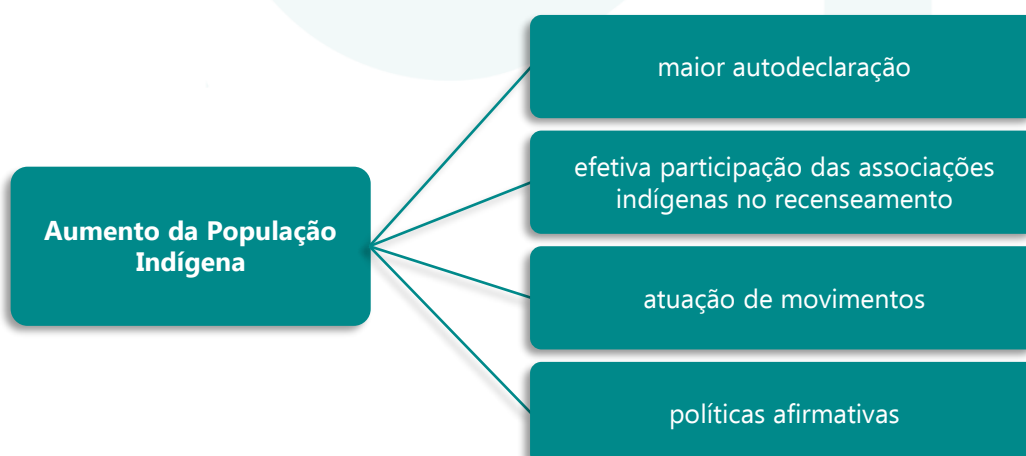 maior autodeclaração
efetiva participação das associações
indígenas no recenseamento
Aumento da População
Indígena
atuação de movimentos
políticas afirmativas